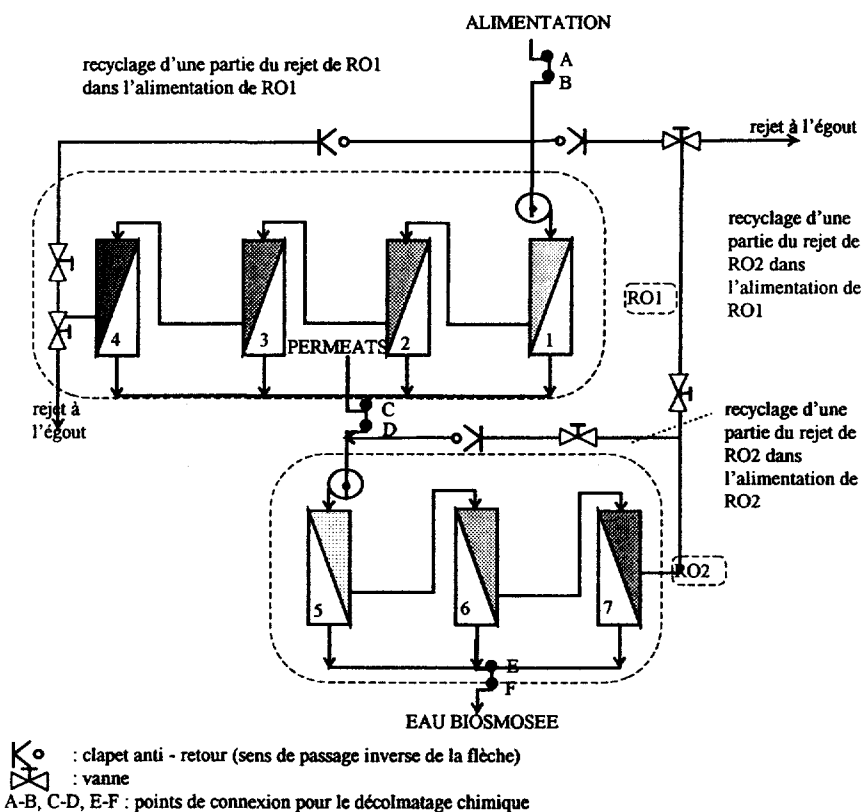 ALIMENTATION
A
B
recyclage d'une partie du rejet de RO1
dans l'alimentation de RO1
rejet à l'égout
recyclage d'une
partie du rejet de
RO2 dans
l'alimentation de
RO1
RO1
4
3
2
1
PERMEATS
rejet à
l'égout
C
D
recyclage d'une
partie du rejet de
RO2 dans
l'alimentation de
RO2
5
6
7
RO2
E
F
EAU BIOSMOSEE
: clapet anti - retour (sens de passage inverse de la flèche)
: vanne
A-B, C-D, E-F : points de connexion pour le décolmatage chimique